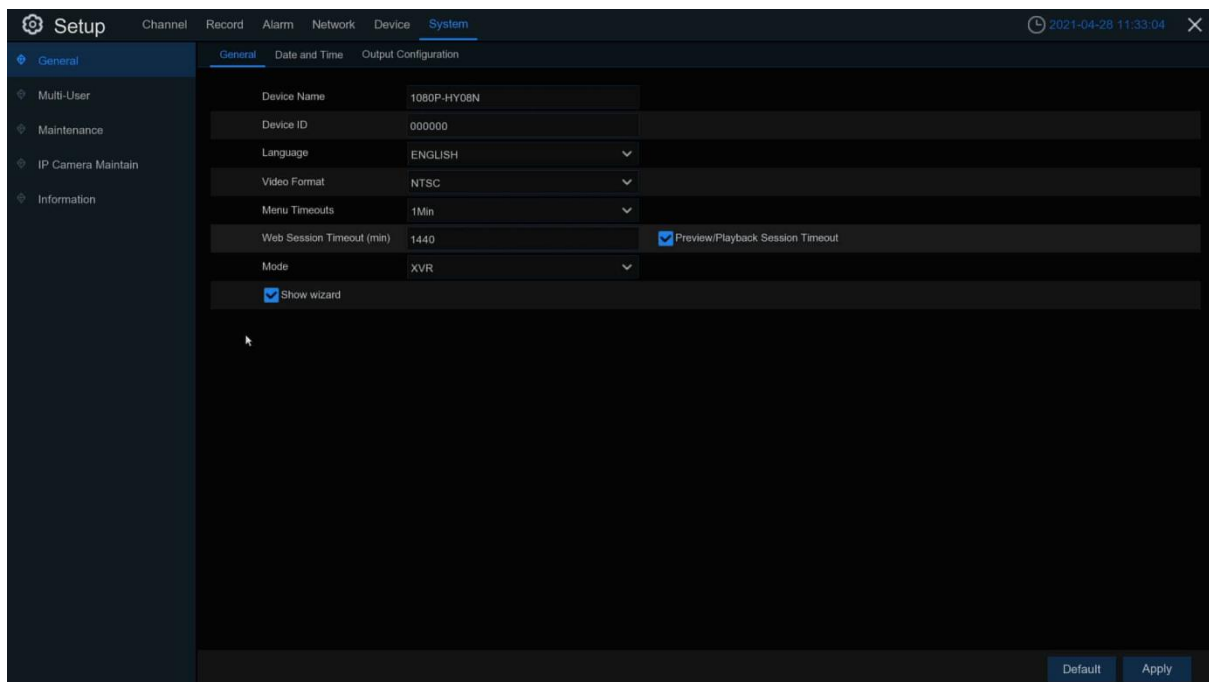 Setup Channel Record Alarm Network Device System 2021-04-28 11:33:04
General
Multi-User
Maintenance
IP Camera Maintain
Information
General Date and Time Output Configuration
Device Name 1080P-HY08N
Device ID 000000
Language ENGLISH
Video Format NTSC
Menu Timeouts 1Min
Web Session Timeout (min) 1440 Preview/Playback Session Timeout
Mode XVR
Show wizard
Default Apply